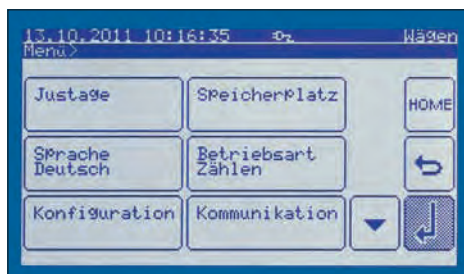 13.10.2011 10:16:35 Wägen
Menü>
Justage Speicherplatz HOME
Sprache Betriebsart
Deutsch Zählen
Konfiguration Kommunikation